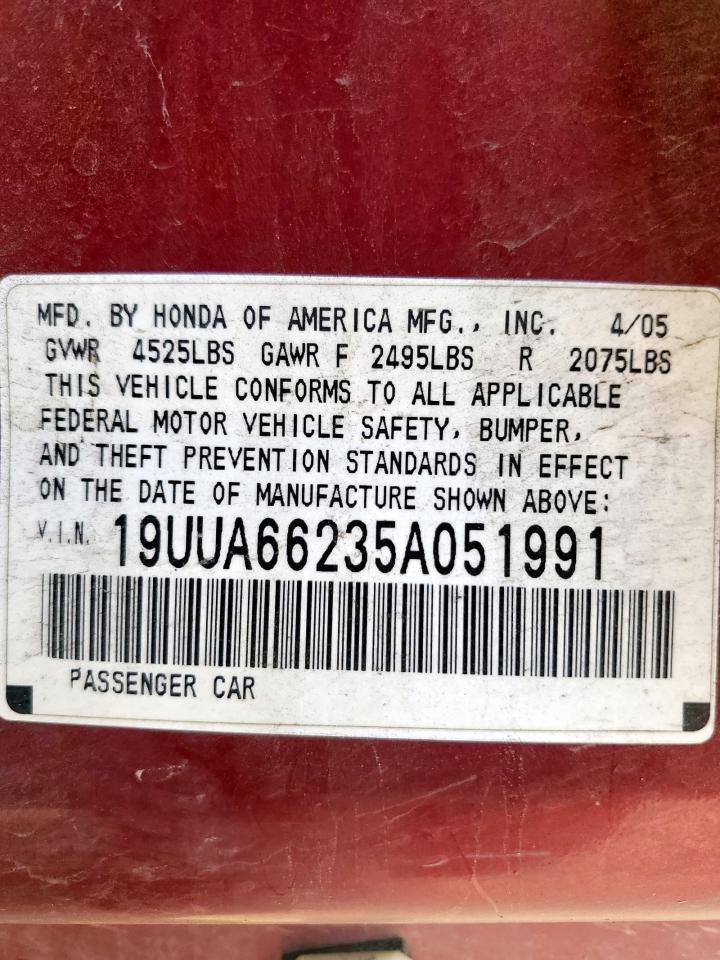 MFD. BY HONDA OF AMERICA MFG., INC. 4/05
GVWR 4525LBS GAWR F 2495LBS R 2075LBS
THIS VEHICLE CONFORMS TO ALL APPLICABLE
FEDERAL MOTOR VEHICLE SAFETY, BUMPER,
AND THEFT PREVENTION STANDARDS IN EFFECT
ON THE DATE OF MANUFACTURE SHOWN ABOVE:
V.I.N. 19UUA66235A051991
PASSENGER CAR